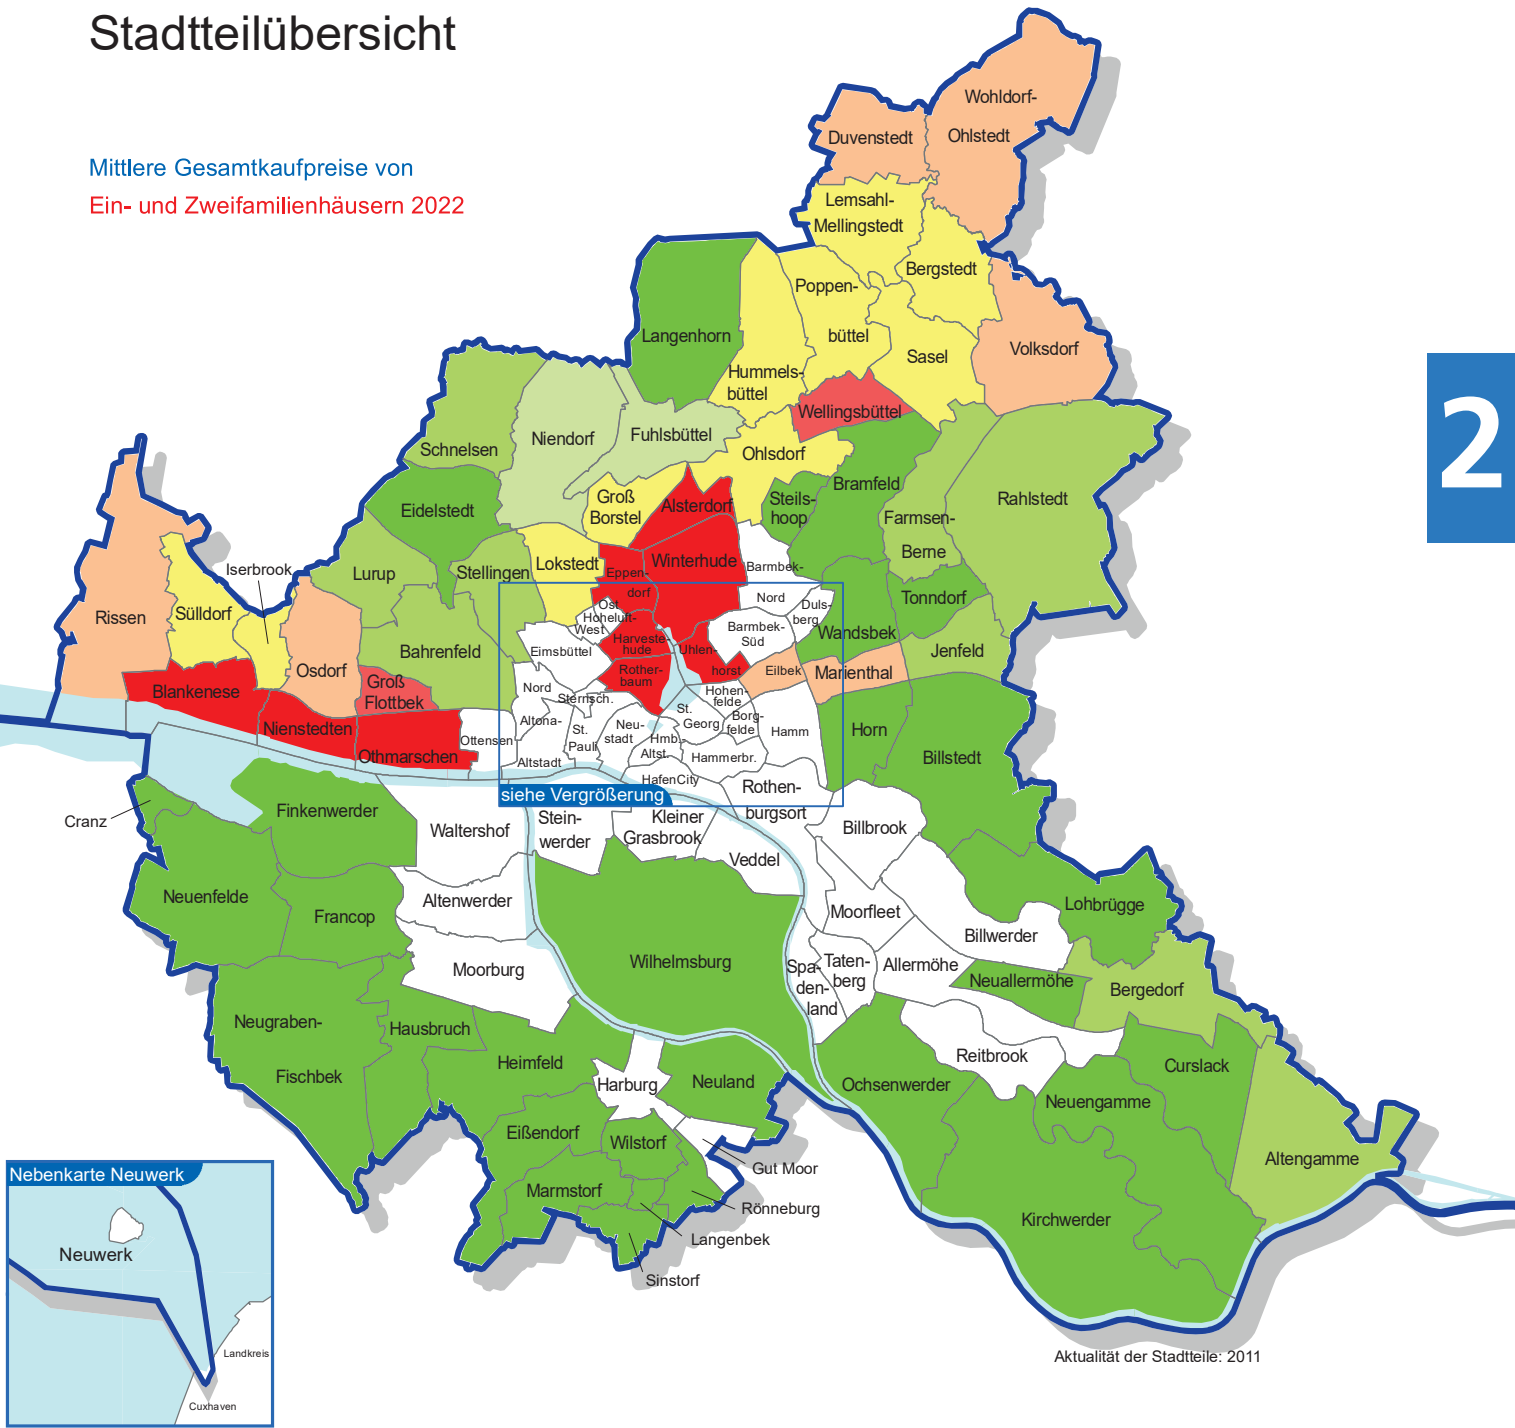 Stadtteilübersicht
Mittlere Gesamtkaufpreise von
Ein- und Zweifamilienhäusern 2022
2
Wohldorf-
Ohlstedt
Duvenstedt
Lemsahl-
Mellingstedt
Bergstedt
Poppen-
büttel
Langenhorn
Sasel
Volksdorf
Hummels-
büttel
Wellingsbüttel
Schnelsen
Niendorf
Fuhlsbüttel
Ohlsdorf
Bramfeld
Rahlstedt
Eidelstedt
Groß
Borstel
Alsterdorf
Steils-
hoop
Farmsen-
Berne
Iserbrook
Lurup
Stellingen
Lokstedt
Eppen-
dorf
Winterhude
Barmbek-
Nord
Duls-
berg
Tonndorf
Rissen
Sülldorf
Ost
Hoheluft-
West
Barmbek-
Süd
Wandsbek
Harveste-
hude
Uhlen-
horst
Eimsbüttel
Bahrenfeld
Osdorf
Jenfeld
Rother-
baum
Eilbek
Marienthal
Blankenese
Groß
Flottbek
Nord
Altona-
Altstadt
Sternsch.
Hohen-
felde
St.
Georg
Borg-
felde
Hamm
Horn
Billstedt
Nienstedten
Othmarschen
Ottensen
St.
Pauli
Neu-
stadt
Hmb.-
Altst.
Hammerbr.
HafenCity
siehe Vergrößerung
Rothen-
burgsort
Cranz
Finkenwerder
Waltershof
Stein-
werder
Kleiner
Grasbrook
Veddel
Billbrook
Neuenfelde
Francop
Altenwerder
Moorfleet
Lohbrügge
Billwerder
Moorburg
Wilhelmsburg
Spa-
den-
land
Taten-
berg
Allermöhe
Neuallermöhe
Bergedorf
Neugraben-
Fischbek
Hausbruch
Heimfeld
Harburg
Neuland
Ochsenwerder
Reitbrook
Curslack
Neuengamme
Eißendorf
Wilstorf
Gut Moor
Altengamme
Marmstorf
Rönneburg
Langenbek
Sinstorf
Kirchwerder
Nebenkarte Neuwerk
Neuwerk
Landkreis
Cuxhaven
Aktualität der Stadtteile: 2011